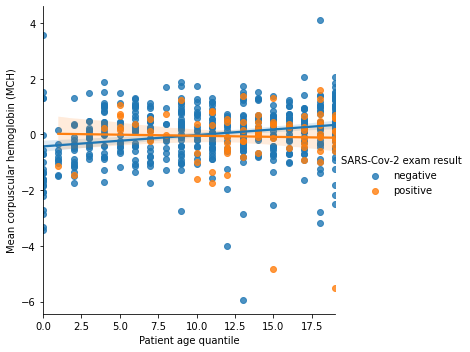 4
2
0
−2
−4
−6
Mean corpuscular hemoglobin (MCH)
0.0 2.5 5.0 7.5 10.0 12.5 15.0 17.5
Patient age quantile
SARS-Cov-2 exam result
negative
positive